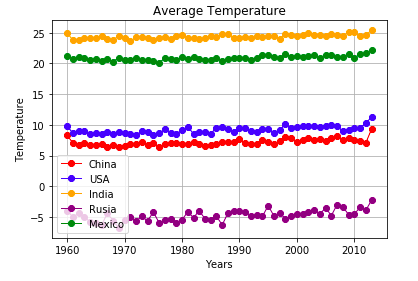 Average Temperature
Temperature
25
20
15
10
5
0
−5
China
USA
India
Rusia
Mexico
1960
1970
1980
1990
2000
2010
Years